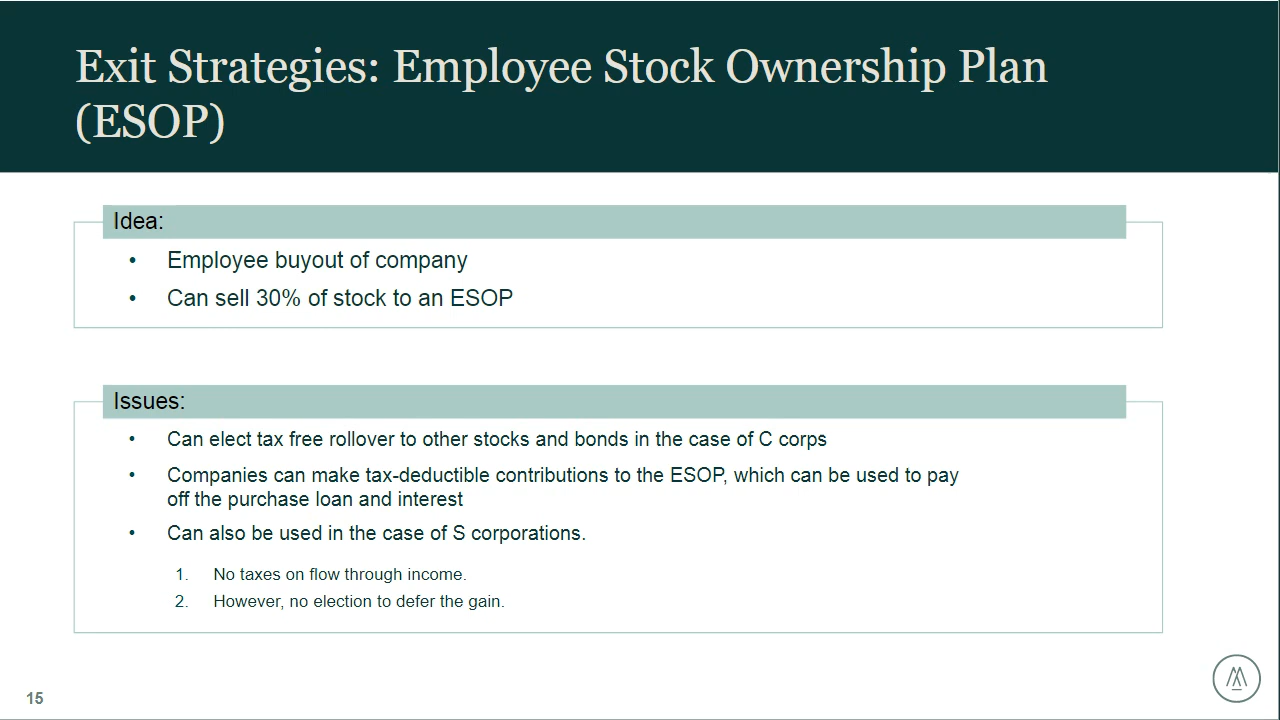 Exit Strategies: Employee Stock Ownership Plan
(ESOP)
Idea:
• Employee buyout of company
• Can sell 30% of stock to an ESOP
Issues:
• Can elect tax free rollover to other stocks and bonds in the case of C corps
• Companies can make tax-deductible contributions to the ESOP, which can be used to pay
off the purchase loan and interest
• Can also be used in the case of S corporations.
1. No taxes on flow through income.
2. However, no election to defer the gain.
15